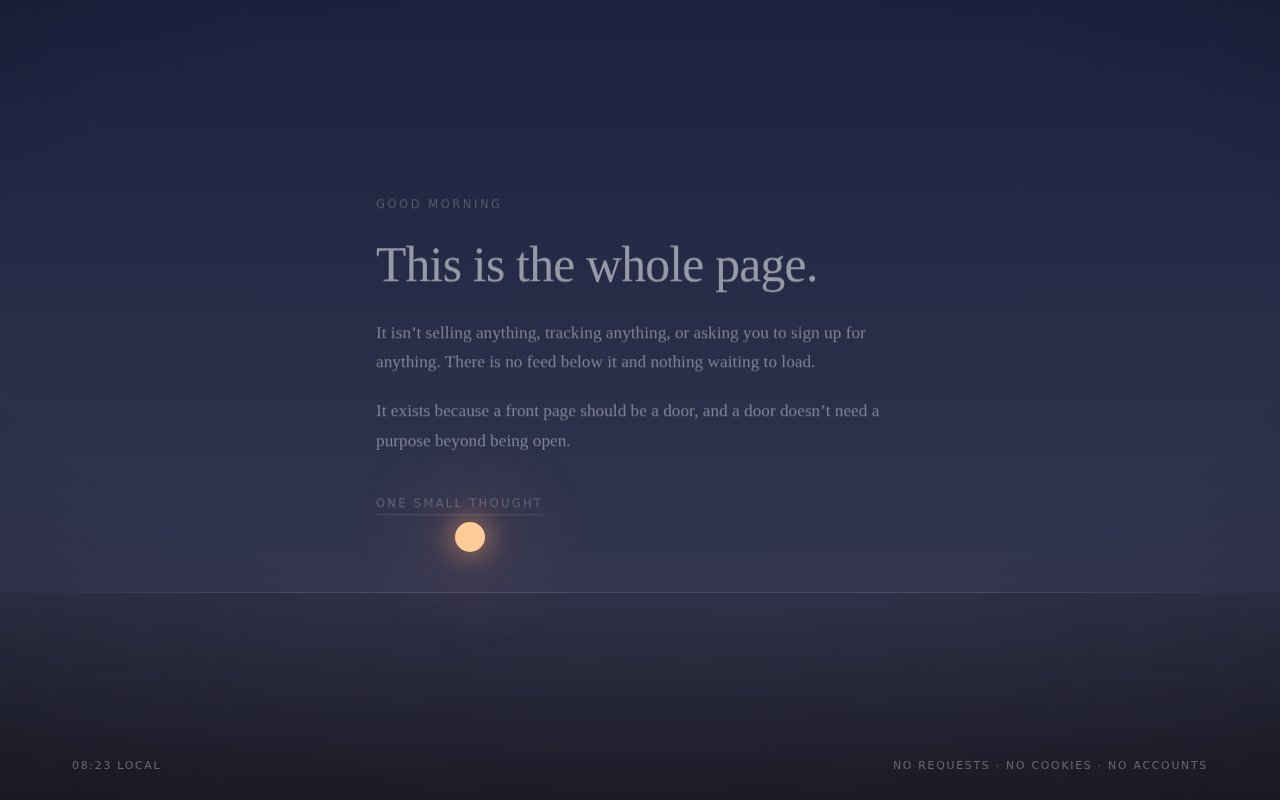 GOOD MORNING
This is the whole page.
It isn’t selling anything, tracking anything, or asking you to sign up for
anything. There is no feed below it and nothing waiting to load.
It exists because a front page should be a door, and a door doesn’t need a
purpose beyond being open.
ONE SMALL THOUGHT
08:23 LOCAL
NO REQUESTS · NO COOKIES · NO ACCOUNTS